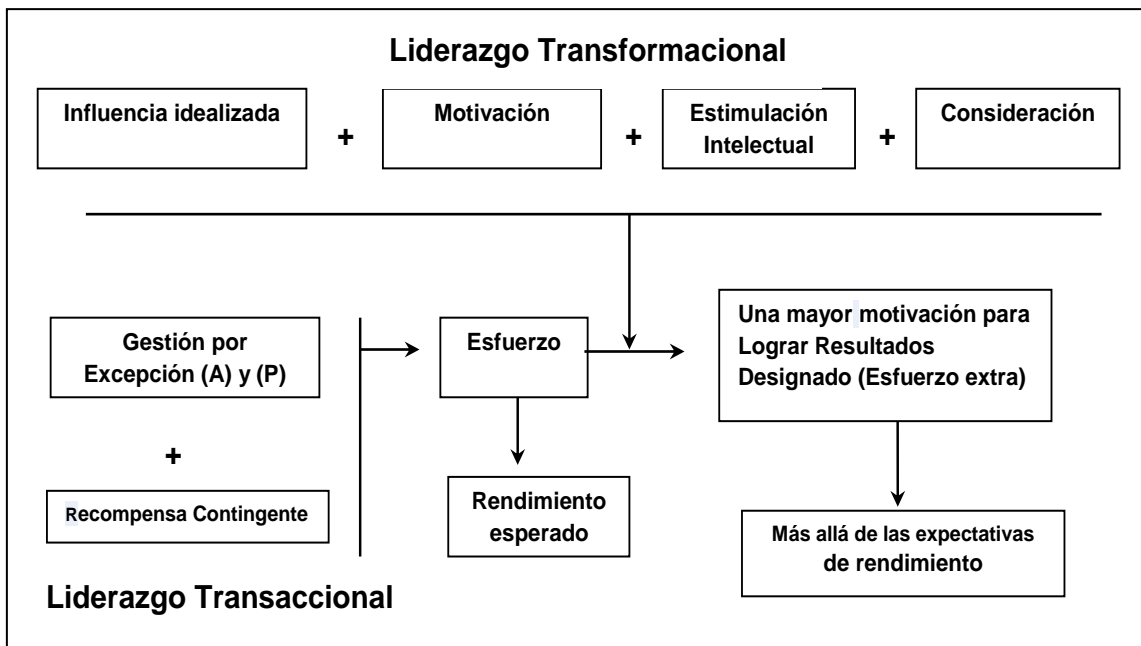 Liderazgo Transformacional
Influencia idealizada
+
Motivación
+
Estimulación
Intelectual
+
Consideración
Gestión por
Excepción (A) y (P)
+
Recompensa Contingente
Liderazgo Transaccional
Esfuerzo
Rendimiento
esperado
Una mayor motivación para
Lograr Resultados
Designado (Esfuerzo extra)
Más allá de las expectativas
de rendimiento